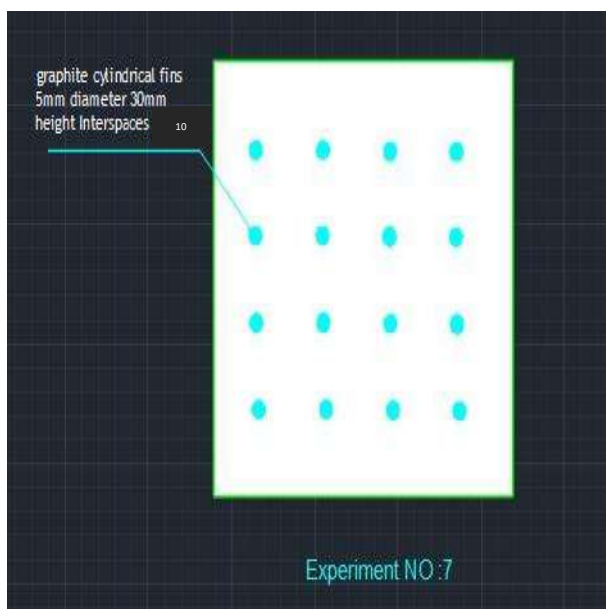 graphite cylindrical fins
5mm diameter 30mm
height Interspaces 10
Experiment NO :7